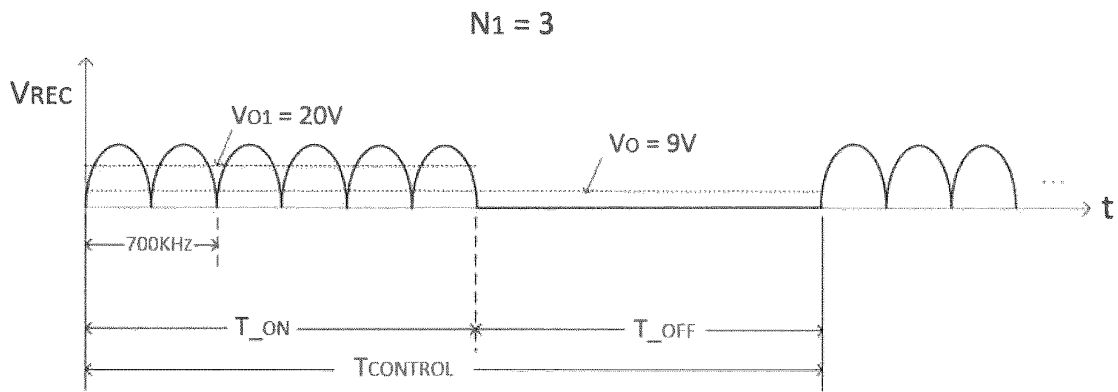 N1 = 3
VREC
VO1 = 20V
VO = 9V
...
t
700KHz
T_ON
T_OFF
TCONTROL